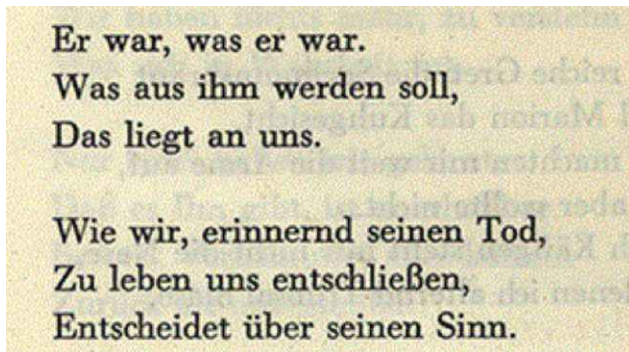 Er war, was er war.
Was aus ihm werden soll,
Das liegt an uns.
Wie wir, erinnernd seinen Tod,
Zu leben uns entschließen,
Entscheidet über seinen Sinn.